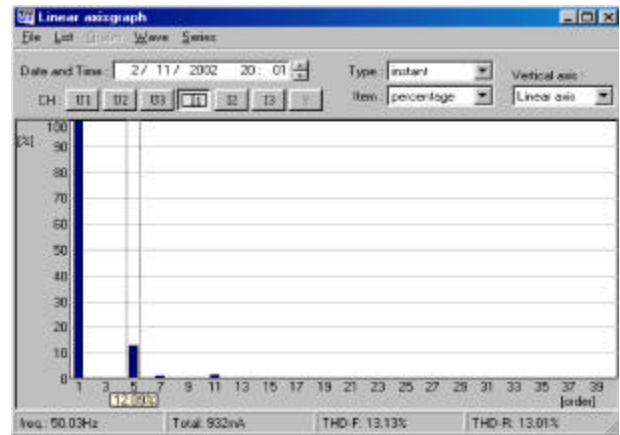 Linear axisgraph
File List Wave Series
Date and Time : 2/ 11/ 2002 20: 01 Type : instant Vertical axis :
CH: U1 U2 U3 I1 I2 I3 Item : percentage Linear axis
[%]
100
90
80
70
60
50
40
30
20
10
0
1 3 5 7 9 11 13 15 17 19 21 23 25 27 29 31 33 35 37 39
[order]
freq.: 50.03Hz Total: 932mA THD-F: 13.13% THD-R: 13.01%